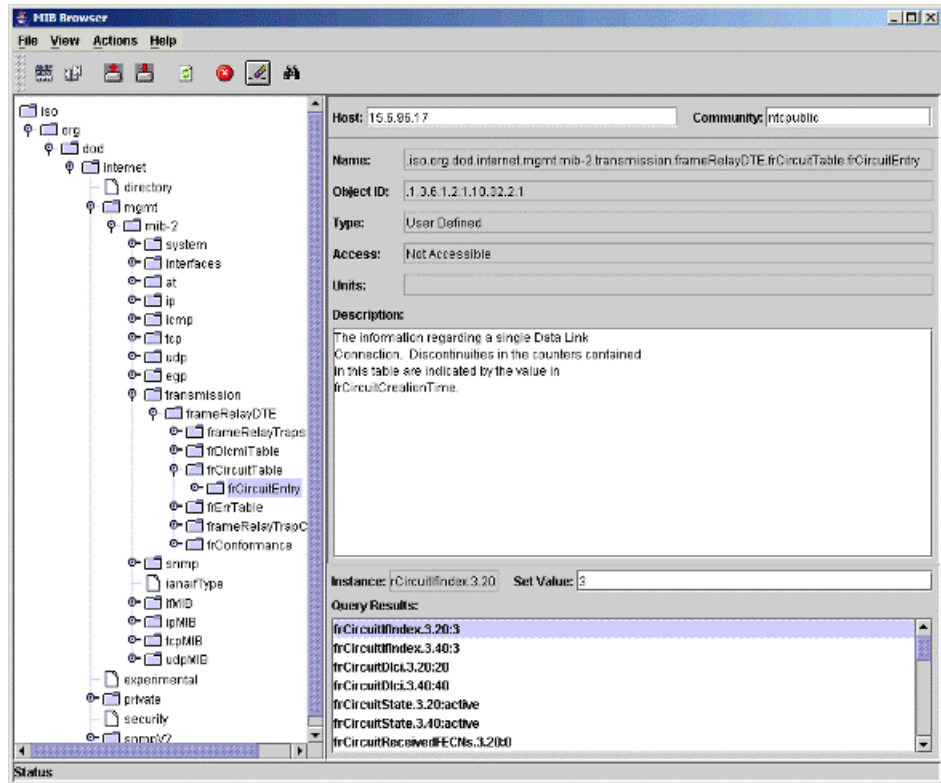 MIB Browser
File View Actions Help
iso
org
dod
internet
directory
mgmt
mib-2
system
interfaces
at
ip
icmp
tcp
udp
egp
transmission
frameRelayDTE
frameRelayTraps
frDlcmiTable
frCircuitTable
frCircuitEntry
frErrTable
frameRelayTrapC
frConformance
snmp
ianaifType
ifMIB
ipMIB
tcpMIB
udpMIB
experimental
private
security
snmpV2
Host: 15.6.96.17 Community: ntcpublic
Name: .iso.org.dod.internet.mgmt.mib-2.transmission.frameRelayDTE.frCircuitTable.frCircuitEntry
Object ID: .1.3.6.1.2.1.10.32.2.1
Type: User Defined
Access: Not Accessible
Units:
Description:
The information regarding a single Data Link
Connection. Discontinuities in the counters contained
in this table are indicated by the value in
frCircuitCreationTime.
Instance: rCircuitIfIndex.3.20 Set Value: 3
Query Results:
frCircuitIfIndex.3.20:3
frCircuitIfIndex.3.40:3
frCircuitDlci.3.20:20
frCircuitDlci.3.40:40
frCircuitState.3.20:active
frCircuitState.3.40:active
frCircuitReceivedFECNs.3.20:0
Status